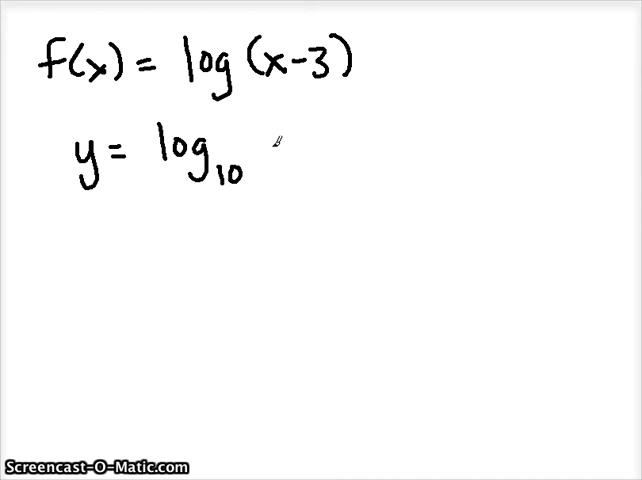 f(x) = log (x-3)
y = log₁₀
Screencast-O-Matic.com